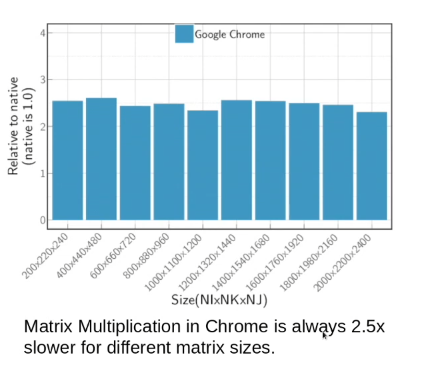 Google Chrome
4
3
2
1
0
Relative to native
(native is 1.0)
200x220x240
400x440x480
600x660x720
800x880x960
1000x1100x1200
1200x1320x1440
1400x1540x1680
1600x1760x1920
1800x1980x2160
2000x2200x2400
Size(NIxNKxNJ)
Matrix Multiplication in Chrome is always 2.5x
slower for different matrix sizes.